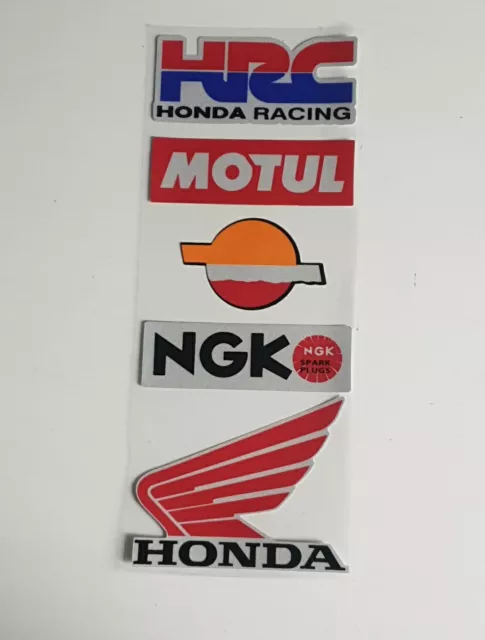 HRC
HONDA RACING
MOTUL
NGK
NGK
SPARK
PLUGS
HONDA